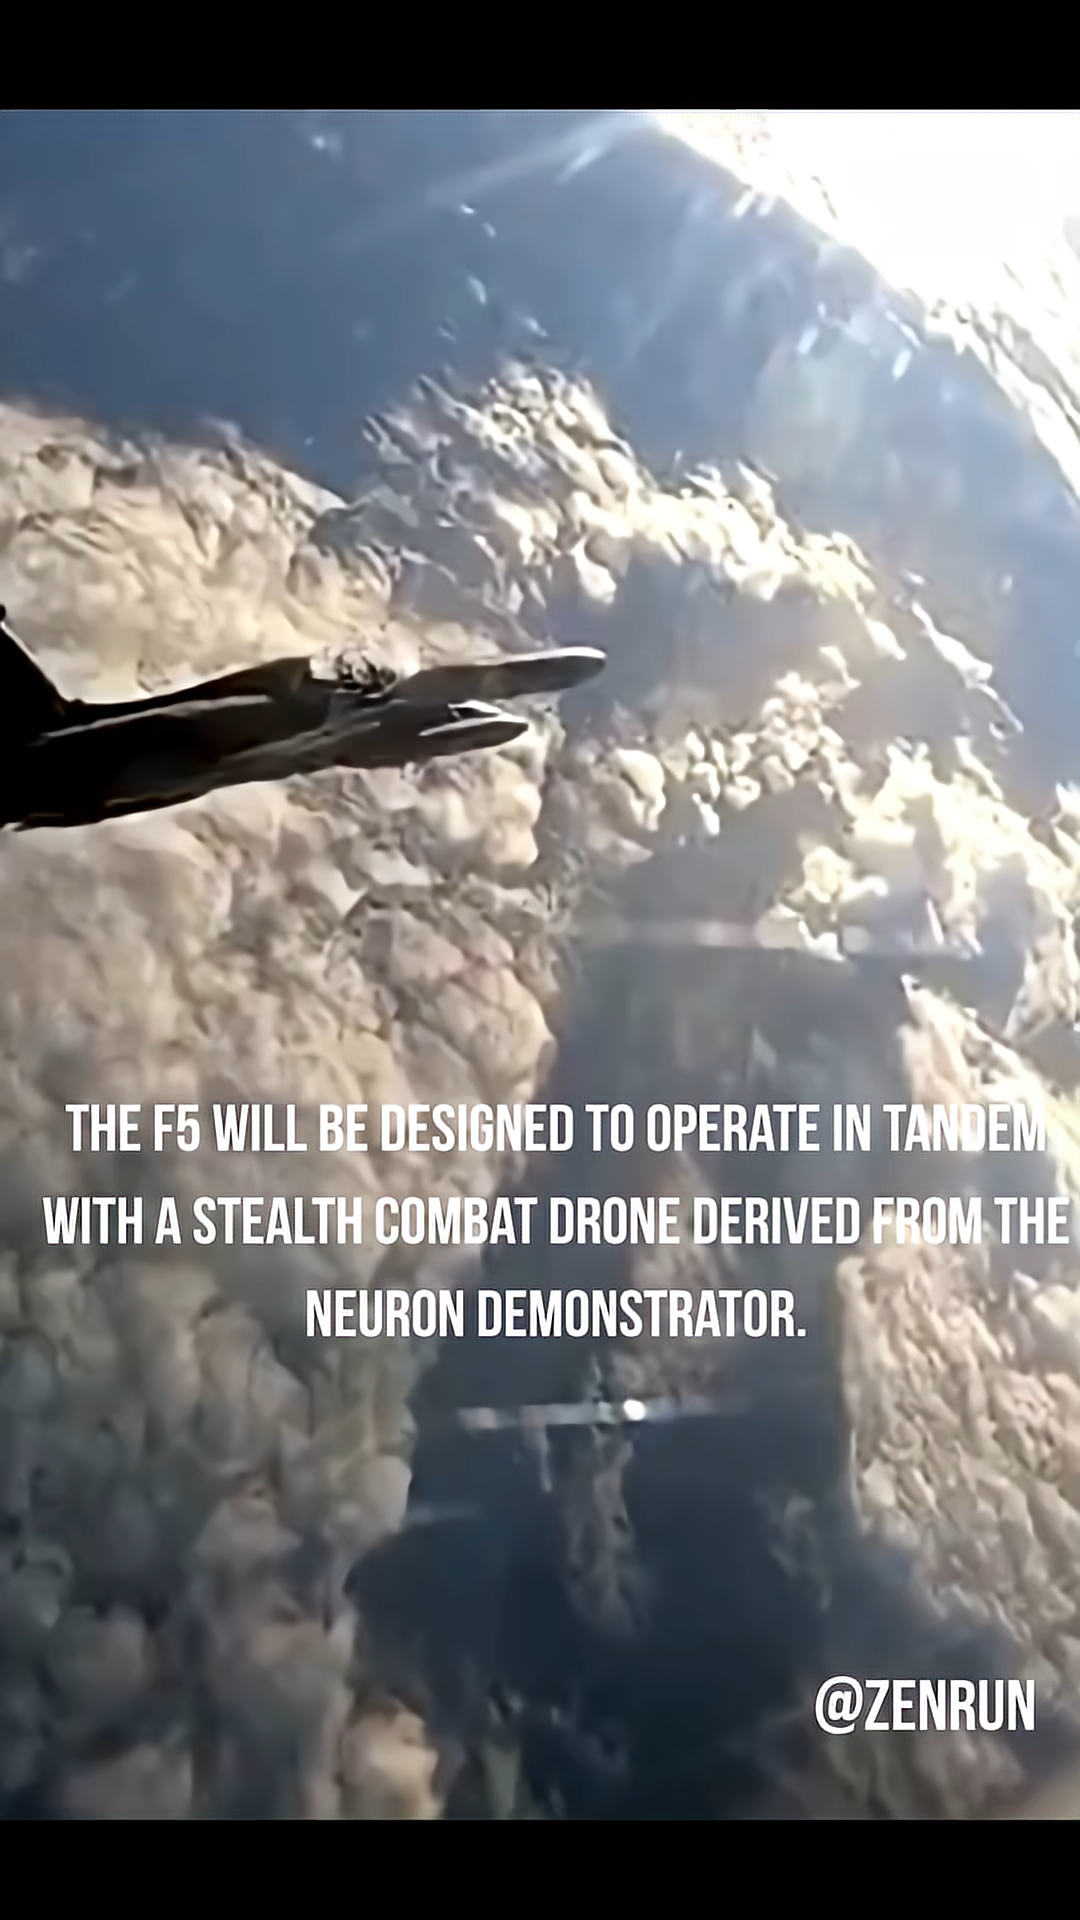 THE F5 WILL BE DESIGNED TO OPERATE IN TANDEM
WITH A STEALTH COMBAT DRONE DERIVED FROM THE
NEURON DEMONSTRATOR.
@ZENRUN